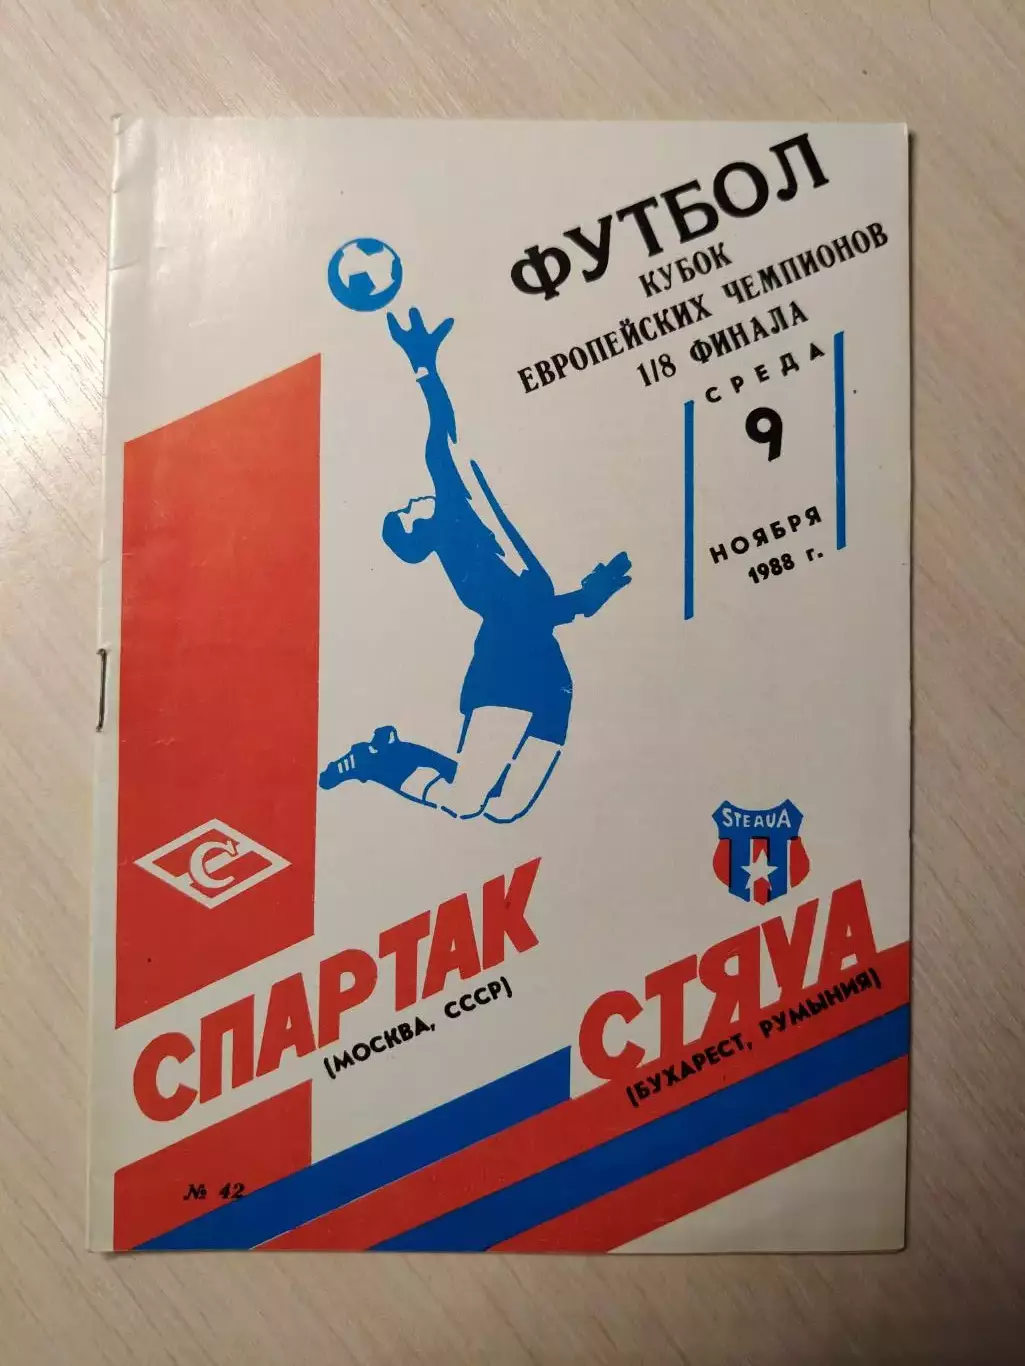 ФУТБОЛ
КУБОК
ЕВРОПЕЙСКИХ ЧЕМПИОНОВ
1/8 ФИНАЛА
СРЕДА
9
НОЯБРЯ
1988 г.
STEAUA
С
СПАРТАК
(МОСКВА, СССР)
СТЯУА
(БУХАРЕСТ, РУМЫНИЯ)
№ 42